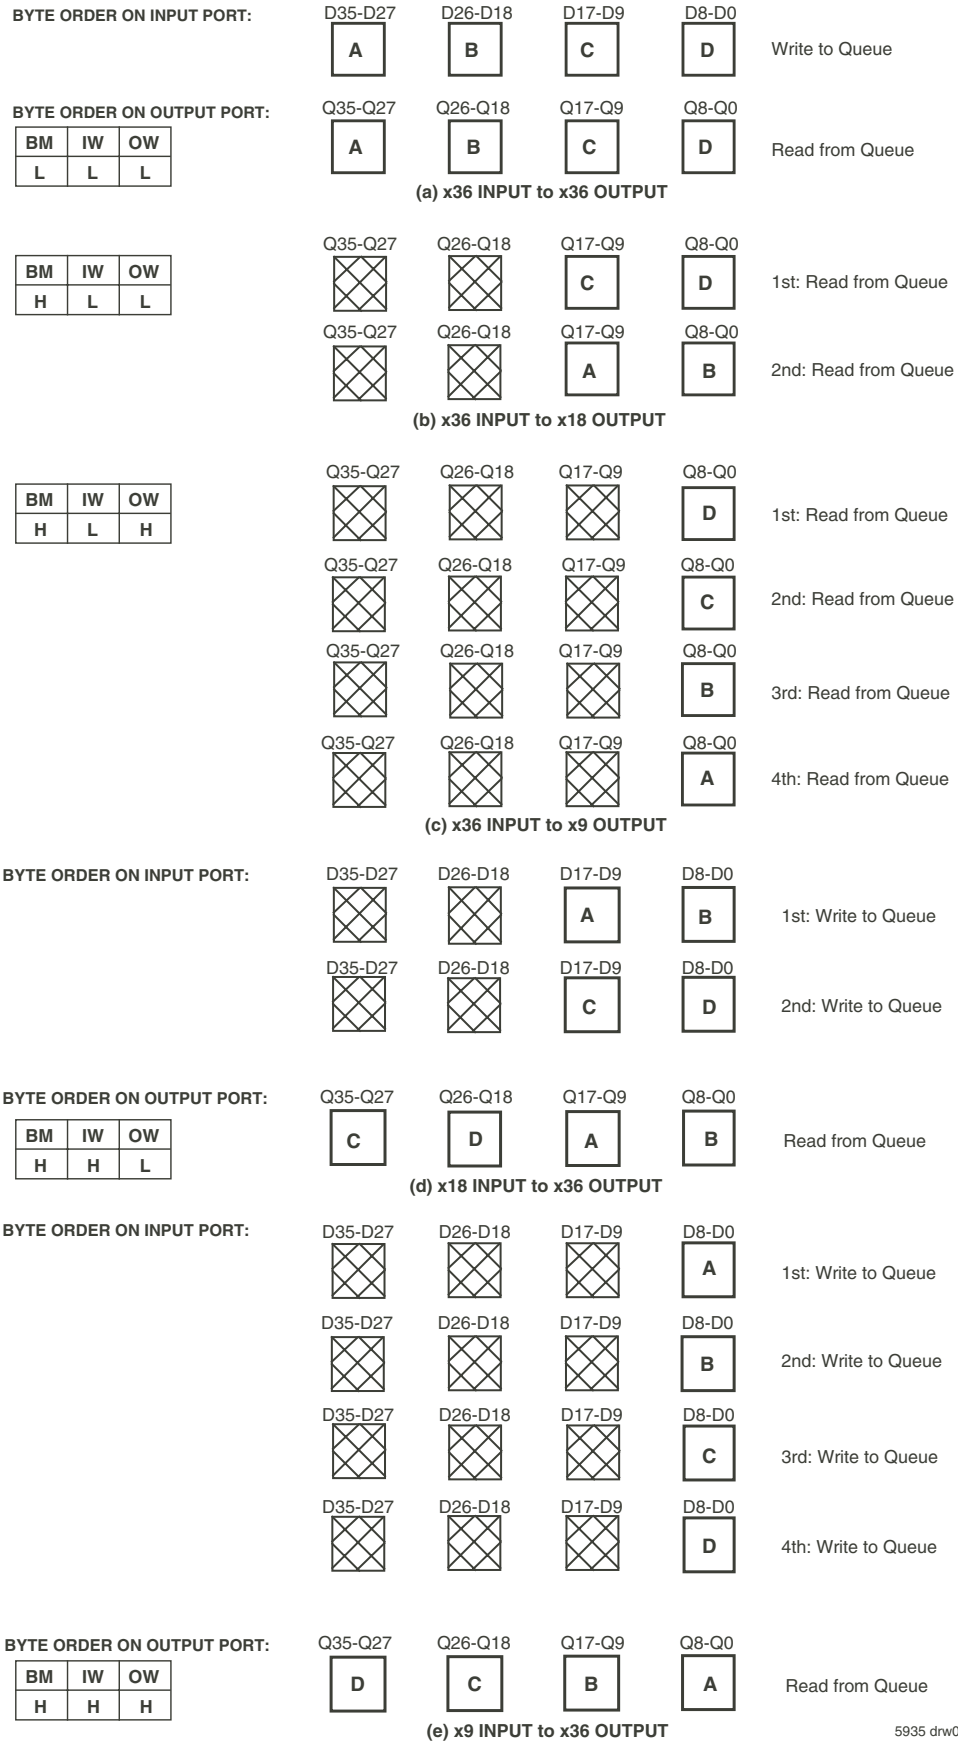 BYTE ORDER ON INPUT PORT: D35-D27 D26-D18 D17-D9 D8-D0
A B C D Write to Queue
BYTE ORDER ON OUTPUT PORT: Q35-Q27 Q26-Q18 Q17-Q9 Q8-Q0
BM IW OW
A B C D Read from Queue
L L L
(a) x36 INPUT to x36 OUTPUT
Q35-Q27 Q26-Q18 Q17-Q9 Q8-Q0
BM IW OW
C D 1st: Read from Queue
H L L
Q35-Q27 Q26-Q18 Q17-Q9 Q8-Q0
A B 2nd: Read from Queue
(b) x36 INPUT to x18 OUTPUT
Q35-Q27 Q26-Q18 Q17-Q9 Q8-Q0
BM IW OW
D 1st: Read from Queue
H L H
Q35-Q27 Q26-Q18 Q17-Q9 Q8-Q0
C 2nd: Read from Queue
Q35-Q27 Q26-Q18 Q17-Q9 Q8-Q0
B 3rd: Read from Queue
Q35-Q27 Q26-Q18 Q17-Q9 Q8-Q0
A 4th: Read from Queue
(c) x36 INPUT to x9 OUTPUT
BYTE ORDER ON INPUT PORT: D35-D27 D26-D18 D17-D9 D8-D0
A B 1st: Write to Queue
D35-D27 D26-D18 D17-D9 D8-D0
C D 2nd: Write to Queue
BYTE ORDER ON OUTPUT PORT: Q35-Q27 Q26-Q18 Q17-Q9 Q8-Q0
BM IW OW
C D A B Read from Queue
H H L
(d) x18 INPUT to x36 OUTPUT
BYTE ORDER ON INPUT PORT: D35-D27 D26-D18 D17-D9 D8-D0
A 1st: Write to Queue
D35-D27 D26-D18 D17-D9 D8-D0
B 2nd: Write to Queue
D35-D27 D26-D18 D17-D9 D8-D0
C 3rd: Write to Queue
D35-D27 D26-D18 D17-D9 D8-D0
D 4th: Write to Queue
BYTE ORDER ON OUTPUT PORT: Q35-Q27 Q26-Q18 Q17-Q9 Q8-Q0
BM IW OW
D C B A Read from Queue
H H H
(e) x9 INPUT to x36 OUTPUT
5935 drw0